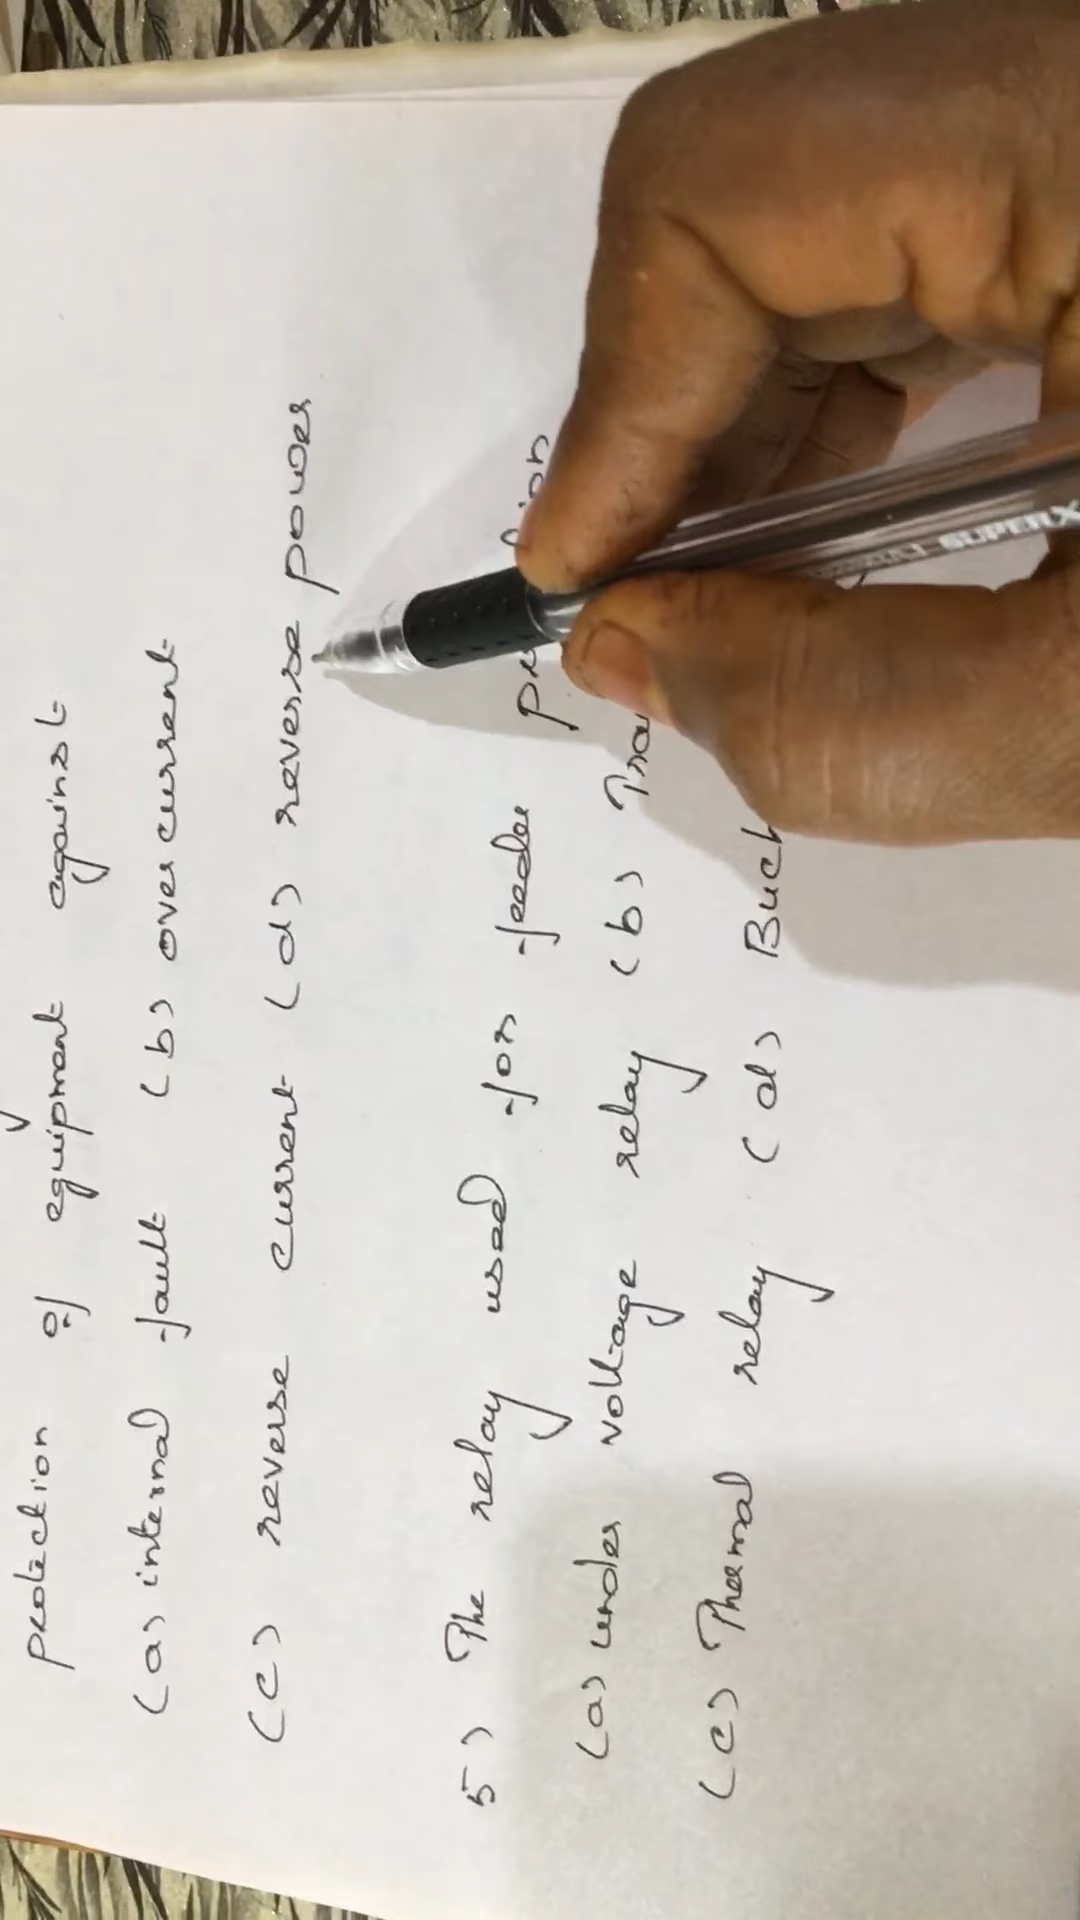 protection of equipment against
(a) internal fault (b) over current
(c) reverse current (d) reverse power
5) The relay used for feeder
(a) under voltage relay (b)
(c) Thermal relay (d)
SUPERX